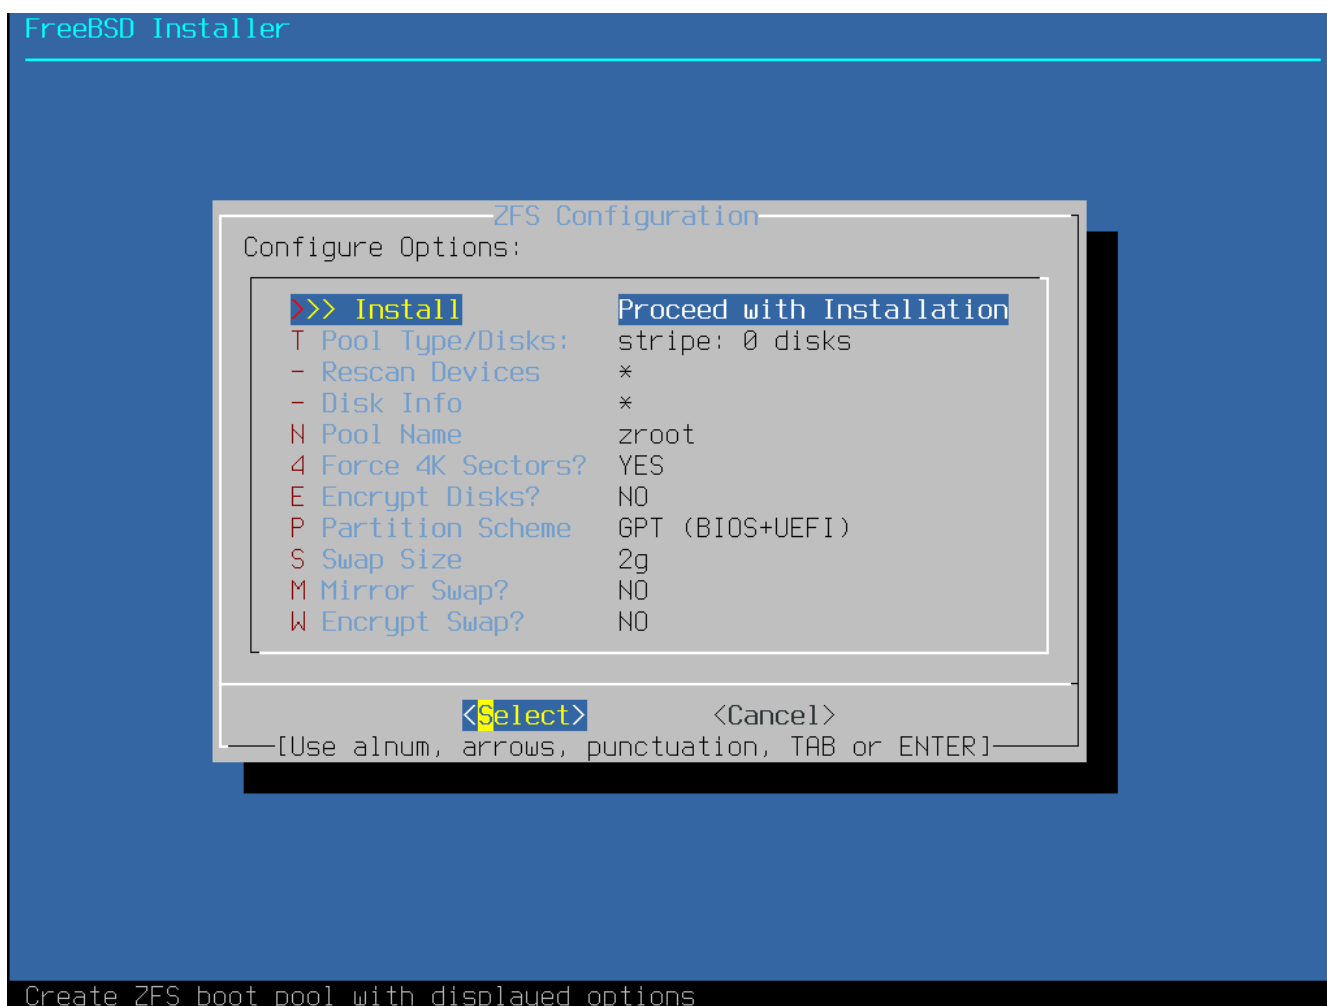 FreeBSD Installer
ZFS Configuration
Configure Options:
>>> Install Proceed with Installation
T Pool Type/Disks: stripe: 0 disks
- Rescan Devices *
- Disk Info *
N Pool Name zroot
4 Force 4K Sectors? YES
E Encrypt Disks? NO
P Partition Scheme GPT (BIOS+UEFI)
S Swap Size 2g
M Mirror Swap? NO
W Encrypt Swap? NO
<Select> <Cancel>
[Use alnum, arrows, punctuation, TAB or ENTER]
Create ZFS boot pool with displayed options